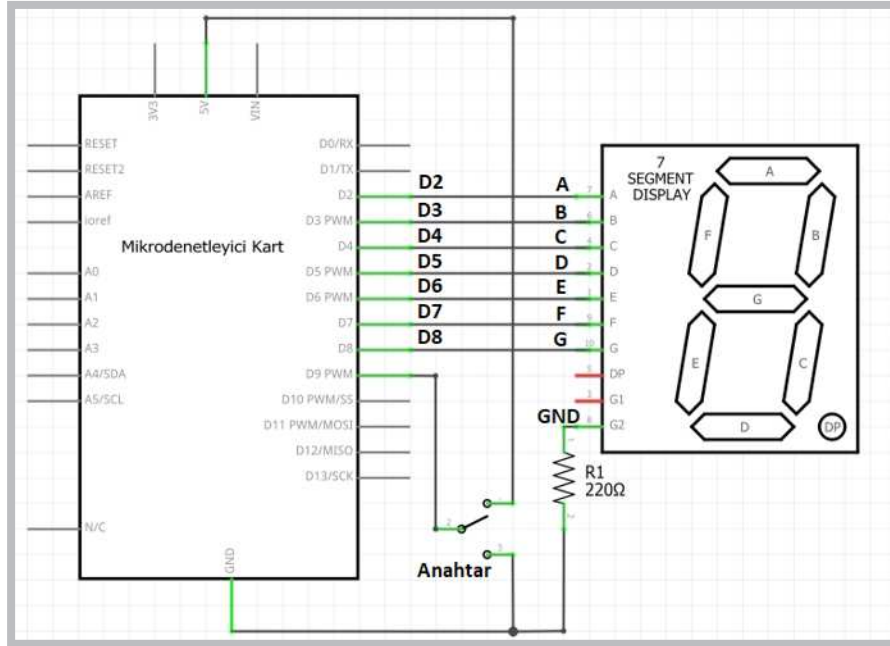 3V3
5V
VIN
RESET
RESET2
AREF
ioref
A0
A1
A2
A3
A4/SDA
A5/SCL
N/C
Mikrodenetleyici Kart
D0/RX
D1/TX
D2
D3 PWM
D4
D5 PWM
D6 PWM
D7
D8
D9 PWM
D10 PWM/SS
D11 PWM/MOSI
D12/MISO
D13/SCK
GND
D2 A
D3 B
D4 C
D5 D
D6 E
D7 F
D8 G
GND
7
SEGMENT
DISPLAY
A
B
C
D
E
F
G
DP
G1
G2
A
F
B
G
E
C
D
DP
R1
220Ω
Anahtar